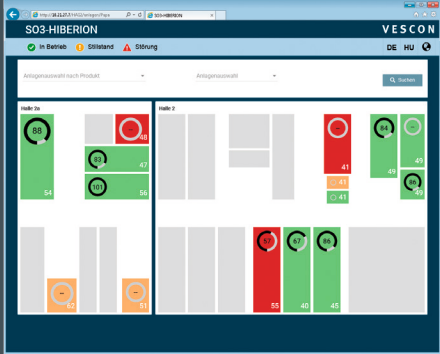 SO3-HIBERION
SO3-HIBERION
VESCON
In Betrieb
Stillstand
Störung
DE HU
Anlagenauswahl nach Produkt
Anlagenauswahl
Suchen
Halle 2a
Halle 2
88
54
-
48
83
47
101
56
-
41
41
41
84
49
-
49
86
49
-
-
51
57
55
67
40
86
45